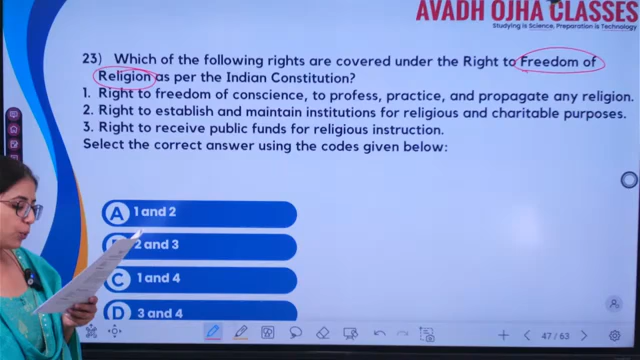 AVADH OJHA CLASSES
Studying is Science, Preparation is Technology
23) Which of the following rights are covered under the Right to Freedom of
Religion as per the Indian Constitution?
1. Right to freedom of conscience, to profess, practice, and propagate any religion.
2. Right to establish and maintain institutions for religious and charitable purposes.
3. Right to receive public funds for religious instruction.
Select the correct answer using the codes given below:
A 1 and 2
2 and 3
C 1 and 4
D 3 and 4
47 / 63